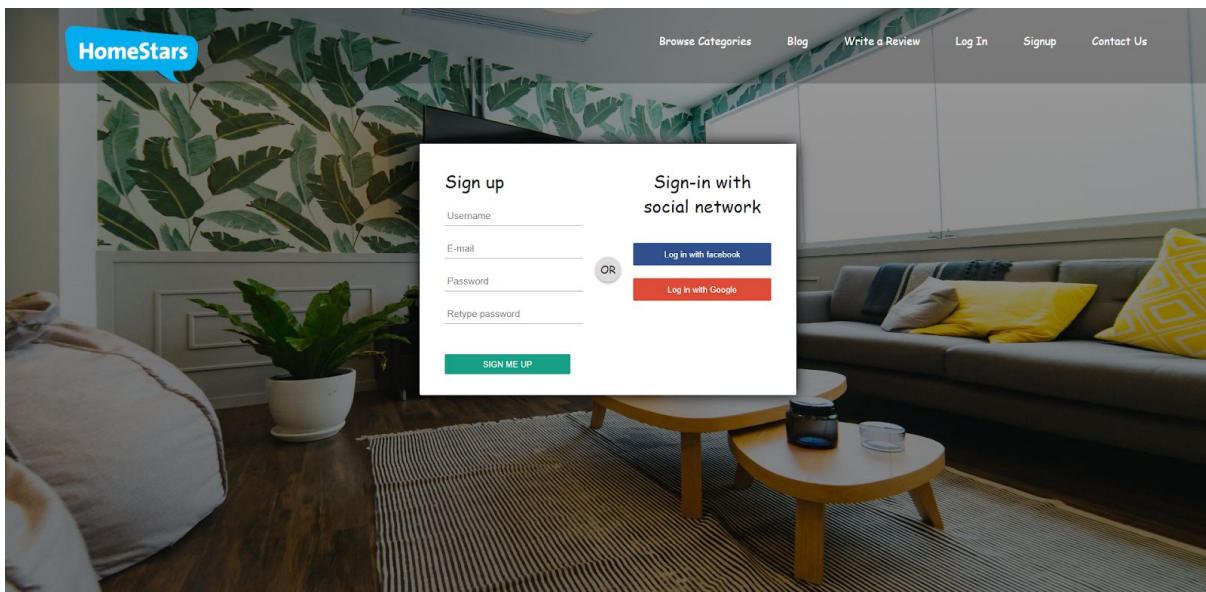 HomeStars
Browse Categories
Blog
Write a Review
Log In
Signup
Contact Us
Sign up
Username
E-mail
Password
Retype password
SIGN ME UP
OR
Sign-in with
social network
Log in with facebook
Log in with Google